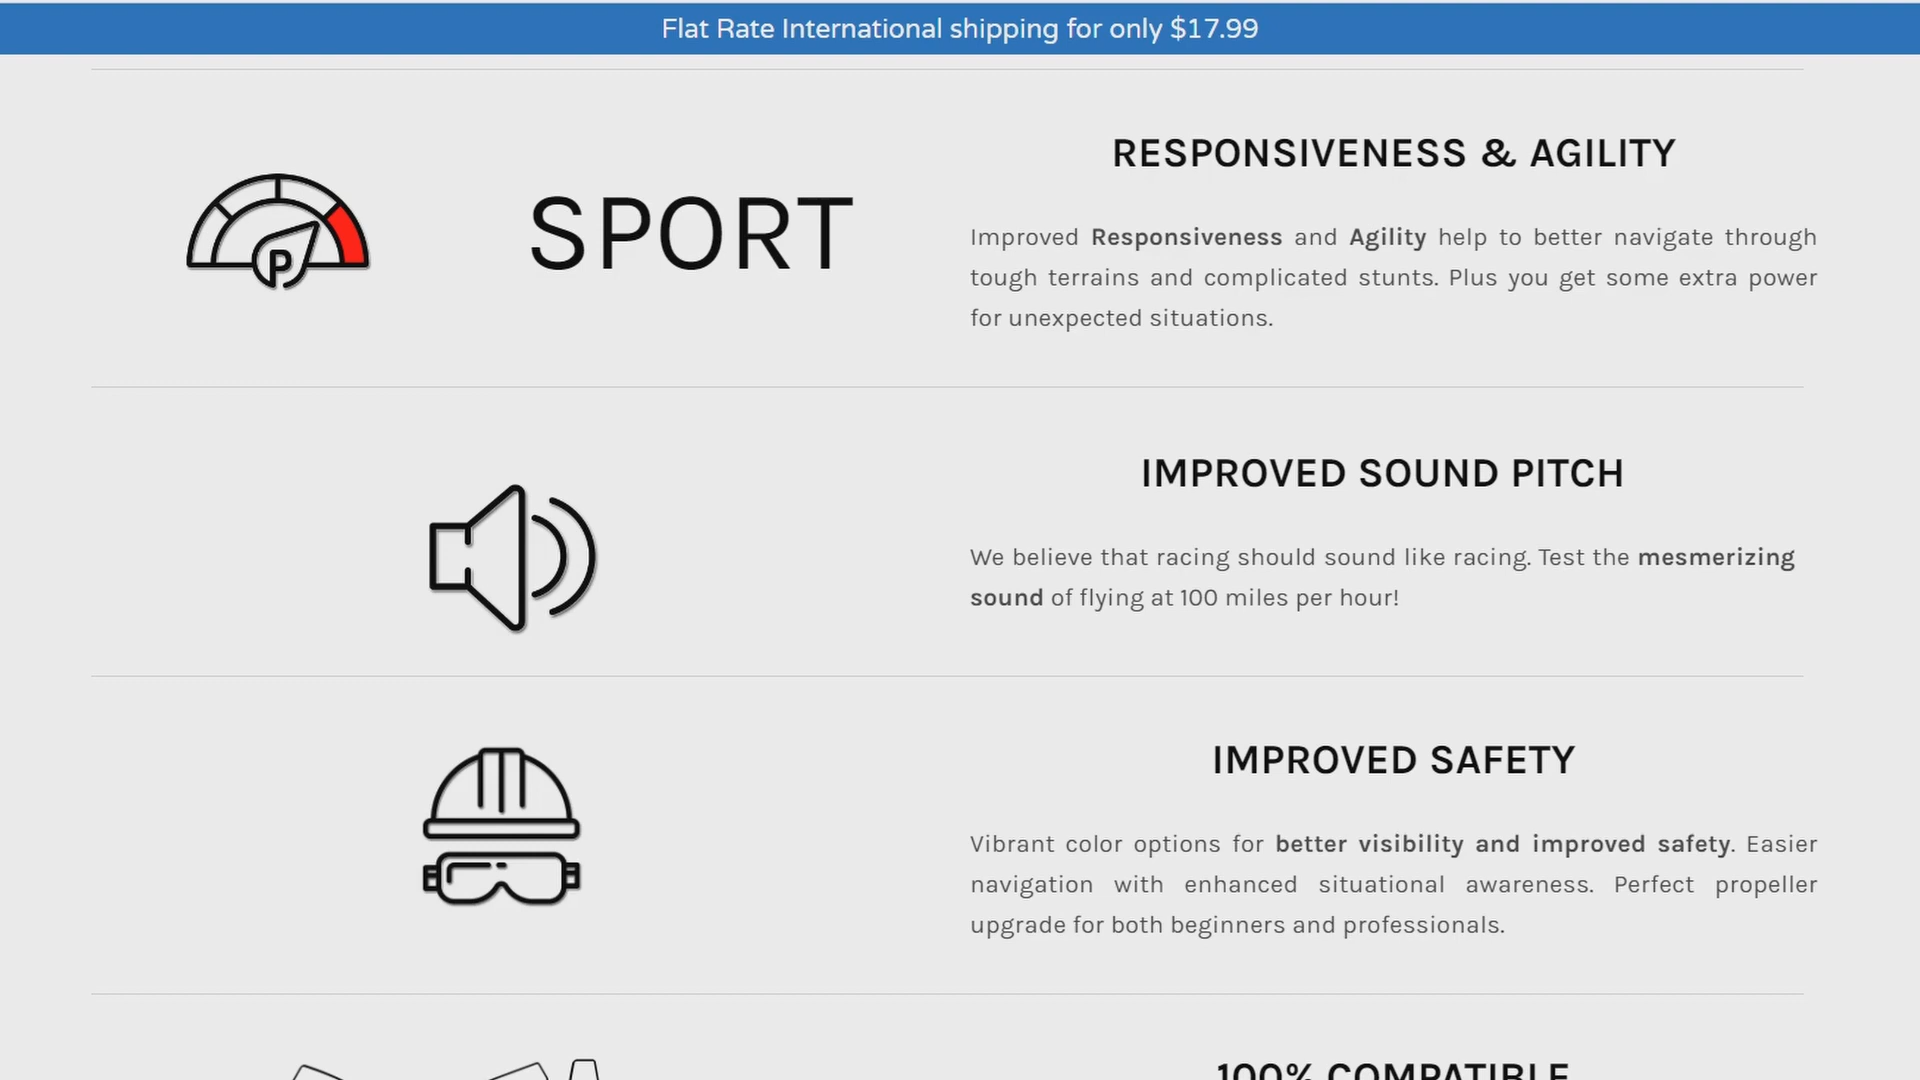 Flat Rate International shipping for only $17.99
SPORT
P
RESPONSIVENESS & AGILITY
Improved Responsiveness and Agility help to better navigate through
tough terrains and complicated stunts. Plus you get some extra power
for unexpected situations.
IMPROVED SOUND PITCH
We believe that racing should sound like racing. Test the mesmerizing
sound of flying at 100 miles per hour!
IMPROVED SAFETY
Vibrant color options for better visibility and improved safety. Easier
navigation with enhanced situational awareness. Perfect propeller
upgrade for both beginners and professionals.
100% COMPATIBLE